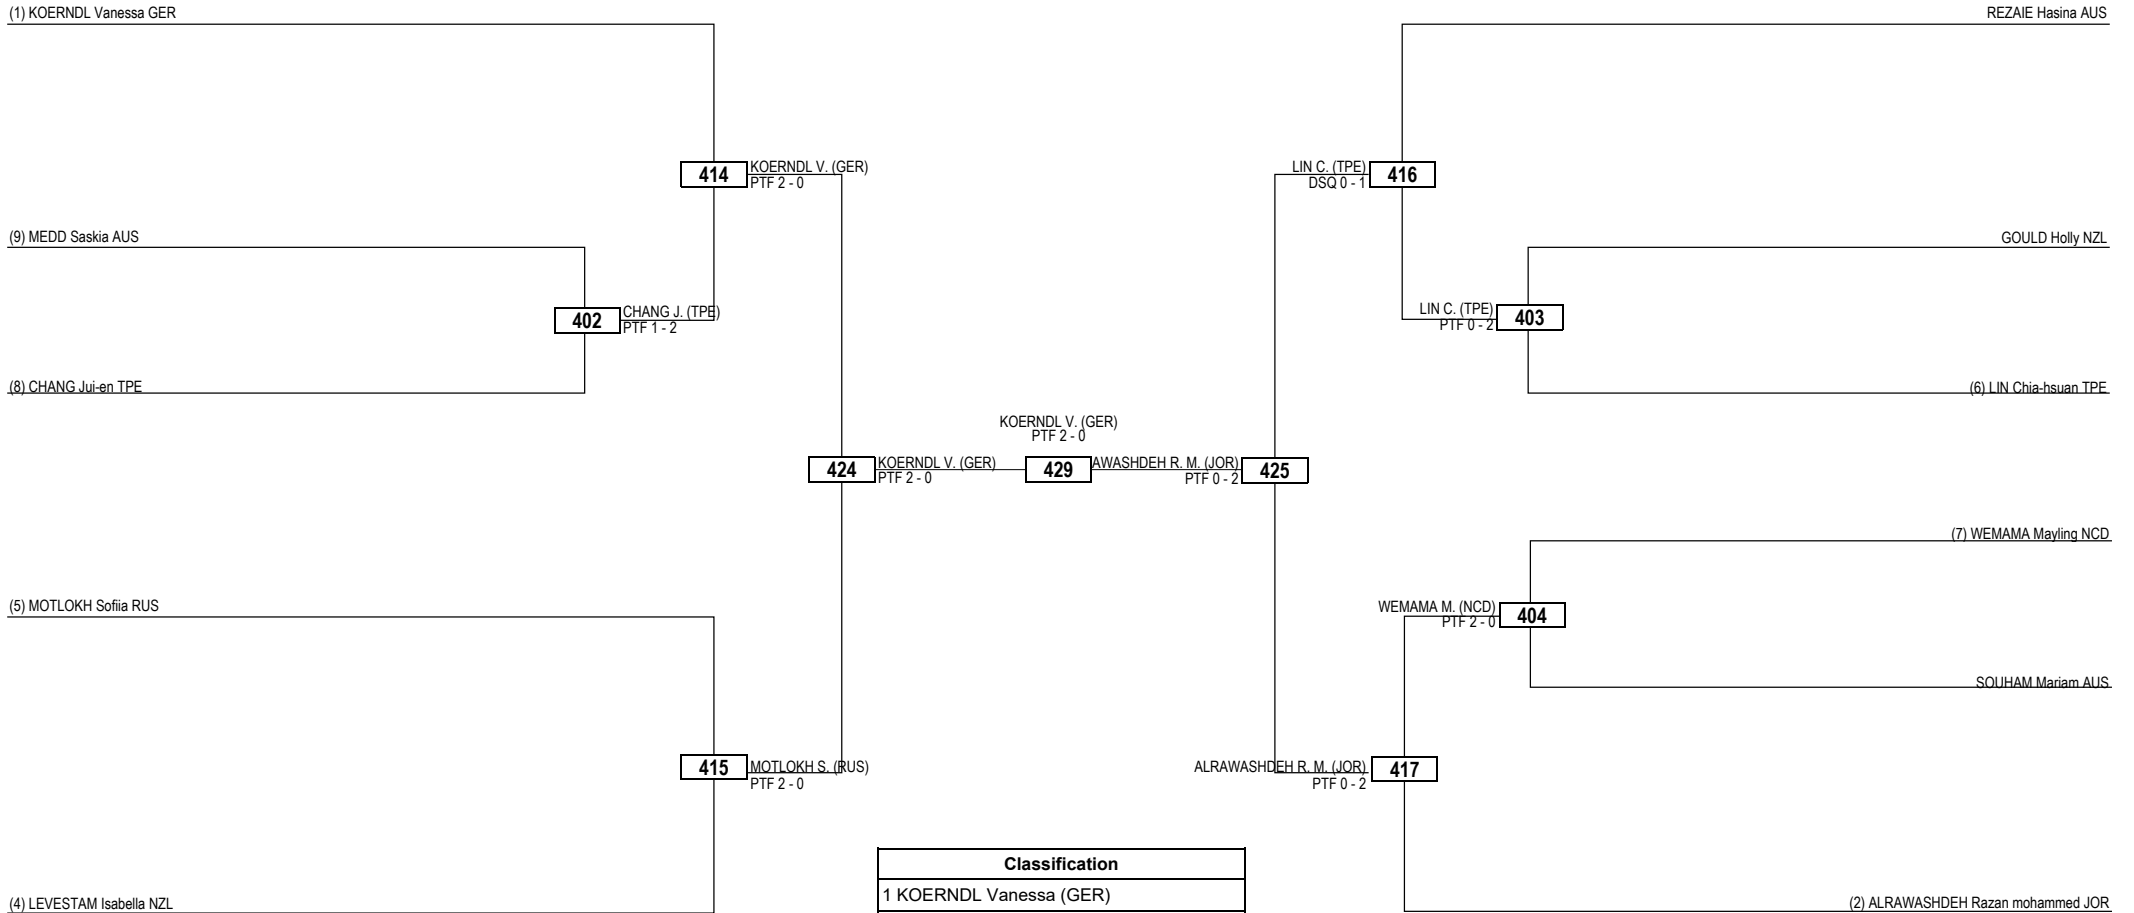 (1) KOERNDL Vanessa GER
REZAIE Hasina AUS
414
KOERNDL V. (GER)
PTF 2 - 0
LIN C. (TPE)
DSQ 0 - 1
416
(9) MEDD Saskia AUS
GOULD Holly NZL
402
CHANG J. (TPE)
PTF 1 - 2
LIN C. (TPE)
PTF 0 - 2
403
(8) CHANG Jui-en TPE
(6) LIN Chia-hsuan TPE
KOERNDL V. (GER)
PTF 2 - 0
424
KOERNDL V. (GER)
PTF 2 - 0
429
AWASHDEH R. M. (JOR)
PTF 0 - 2
425
(7) WEMAMA Mayling NCD
(5) MOTLOKH Sofiia RUS
WEMAMA M. (NCD)
PTF 2 - 0
404
SOUHAM Mariam AUS
415
MOTLOKH S. (RUS)
PTF 2 - 0
ALRAWASHDEH R. M. (JOR)
PTF 0 - 2
417
Classification
1 KOERNDL Vanessa (GER)
(4) LEVESTAM Isabella NZL
(2) ALRAWASHDEH Razan mohammed JOR